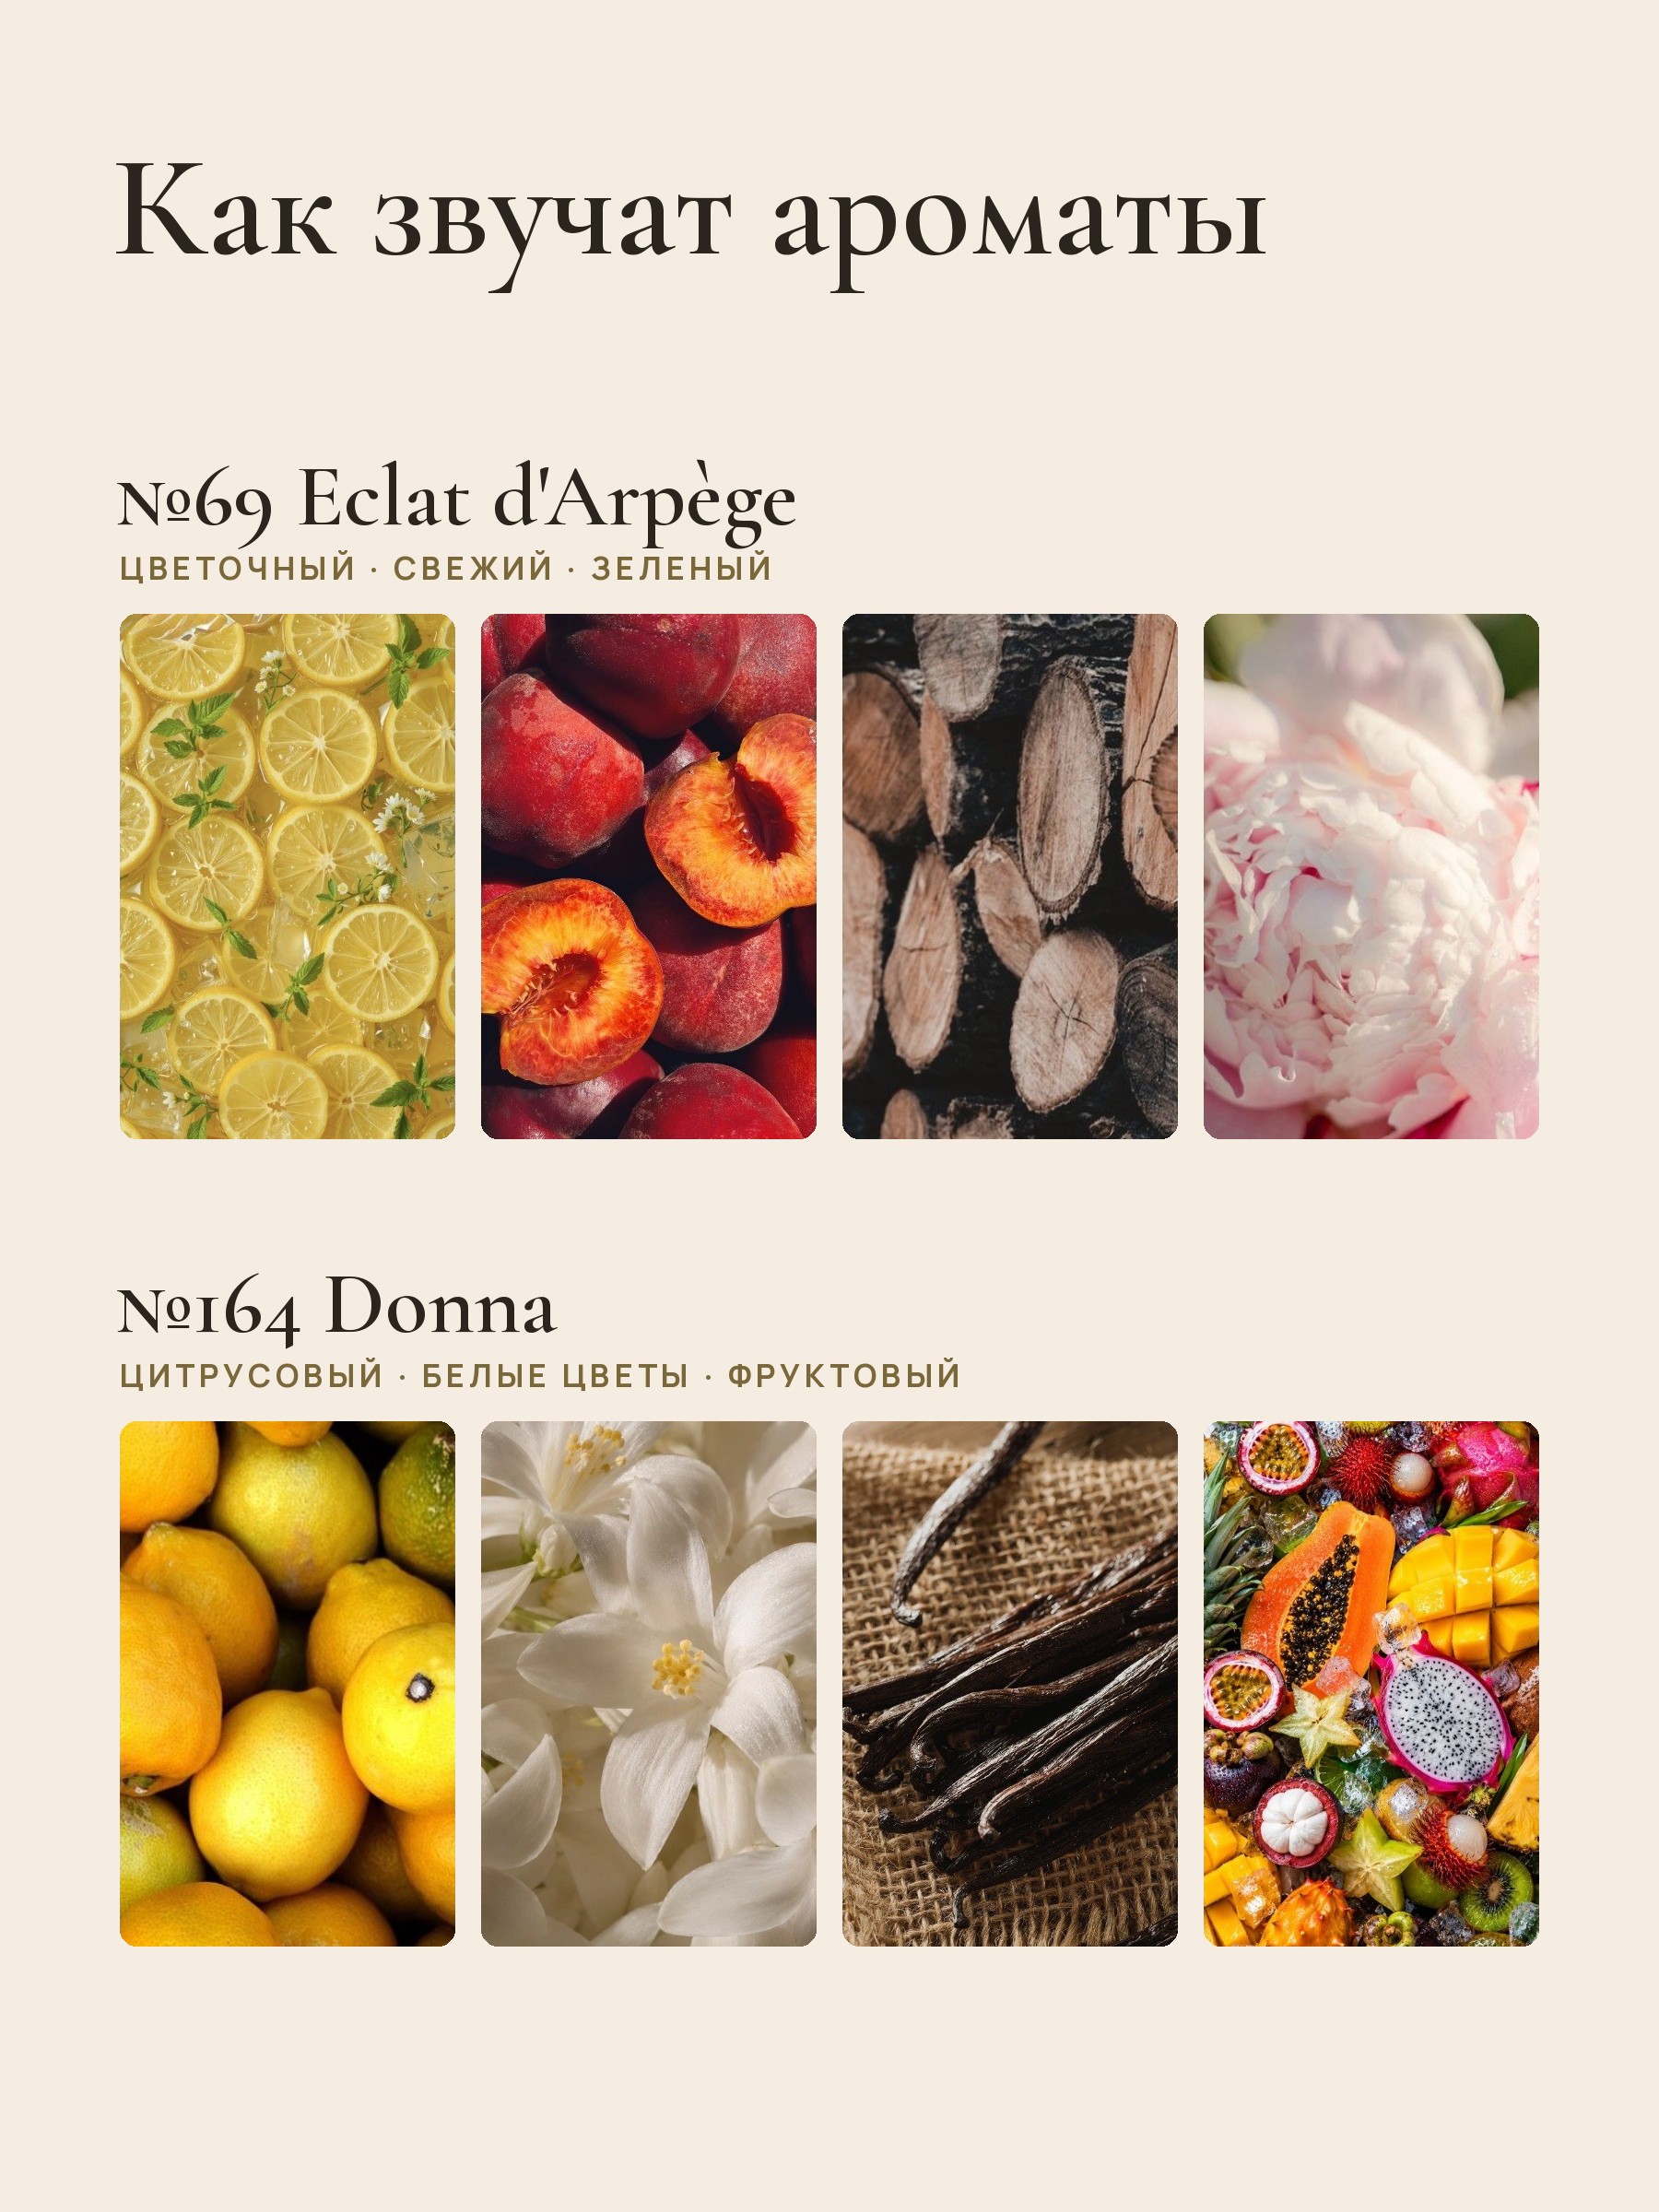 Как звучат ароматы
№69 Eclat d'Arpège
ЦВЕТОЧНЫЙ · СВЕЖИЙ · ЗЕЛЕНЫЙ
№164 Donna
ЦИТРУСОВЫЙ · БЕЛЫЕ ЦВЕТЫ · ФРУКТОВЫЙ